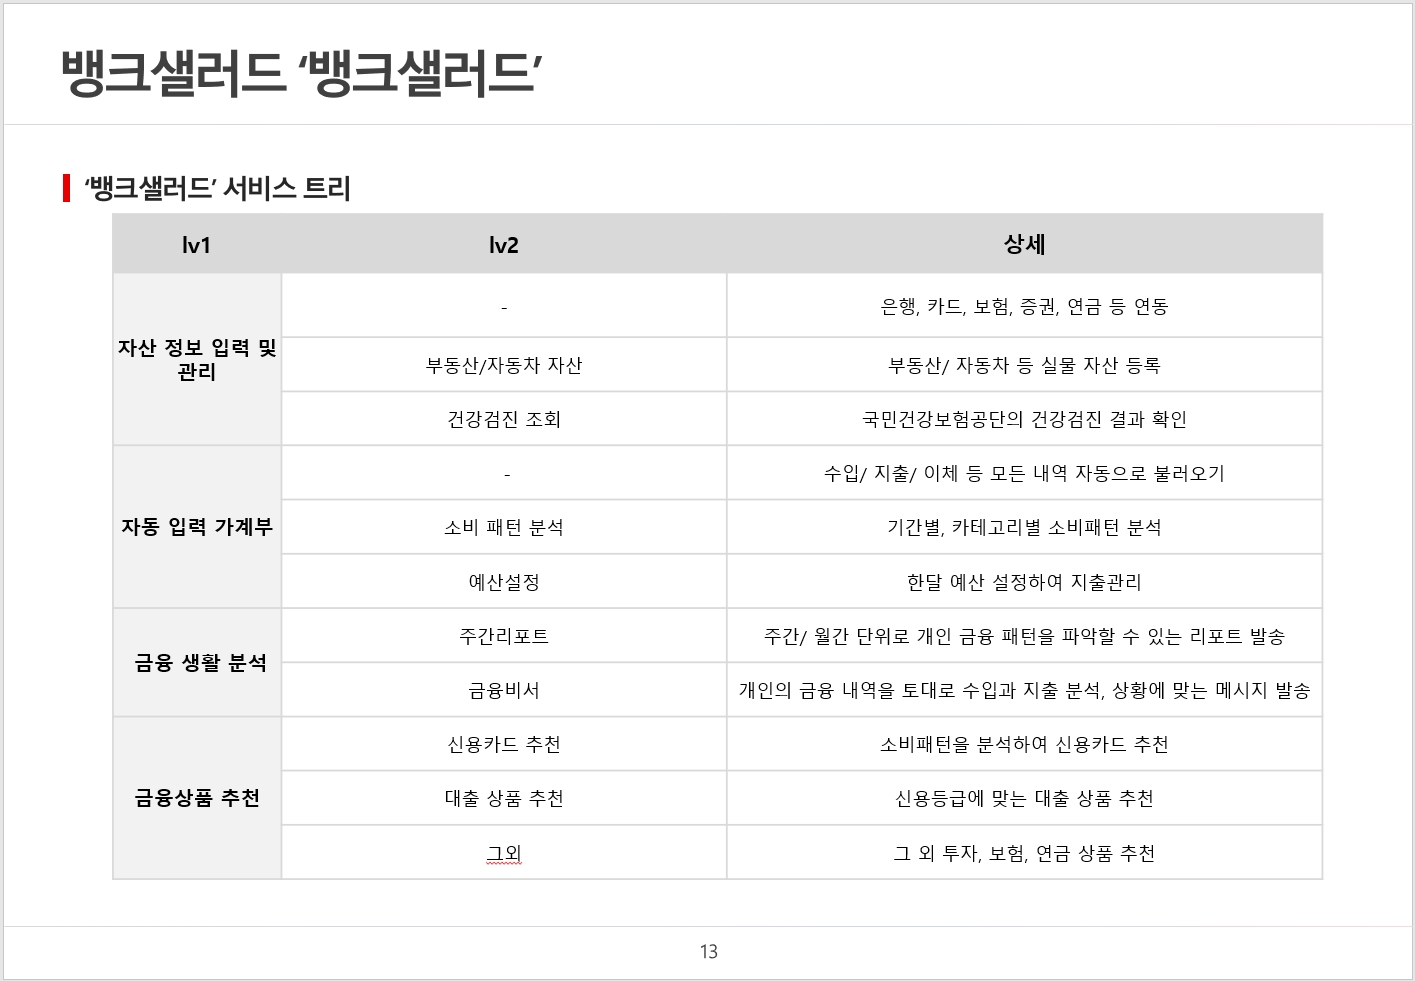 뱅크샐러드 ‘뱅크샐러드’
‘뱅크샐러드’ 서비스 트리
lv1 lv2 상세
자산 정보 입력 및
관리
- 은행, 카드, 보험, 증권, 연금 등 연동
부동산/자동차 자산 부동산/ 자동차 등 실물 자산 등록
건강검진 조회 국민건강보험공단의 건강검진 결과 확인
자동 입력 가계부
- 수입/ 지출/ 이체 등 모든 내역 자동으로 불러오기
소비 패턴 분석 기간별, 카테고리별 소비패턴 분석
예산설정 한달 예산 설정하여 지출관리
금융 생활 분석
주간리포트 주간/ 월간 단위로 개인 금융 패턴을 파악할 수 있는 리포트 발송
금융비서 개인의 금융 내역을 토대로 수입과 지출 분석, 상황에 맞는 메시지 발송
금융상품 추천
신용카드 추천 소비패턴을 분석하여 신용카드 추천
대출 상품 추천 신용등급에 맞는 대출 상품 추천
그외 그 외 투자, 보험, 연금 상품 추천
13